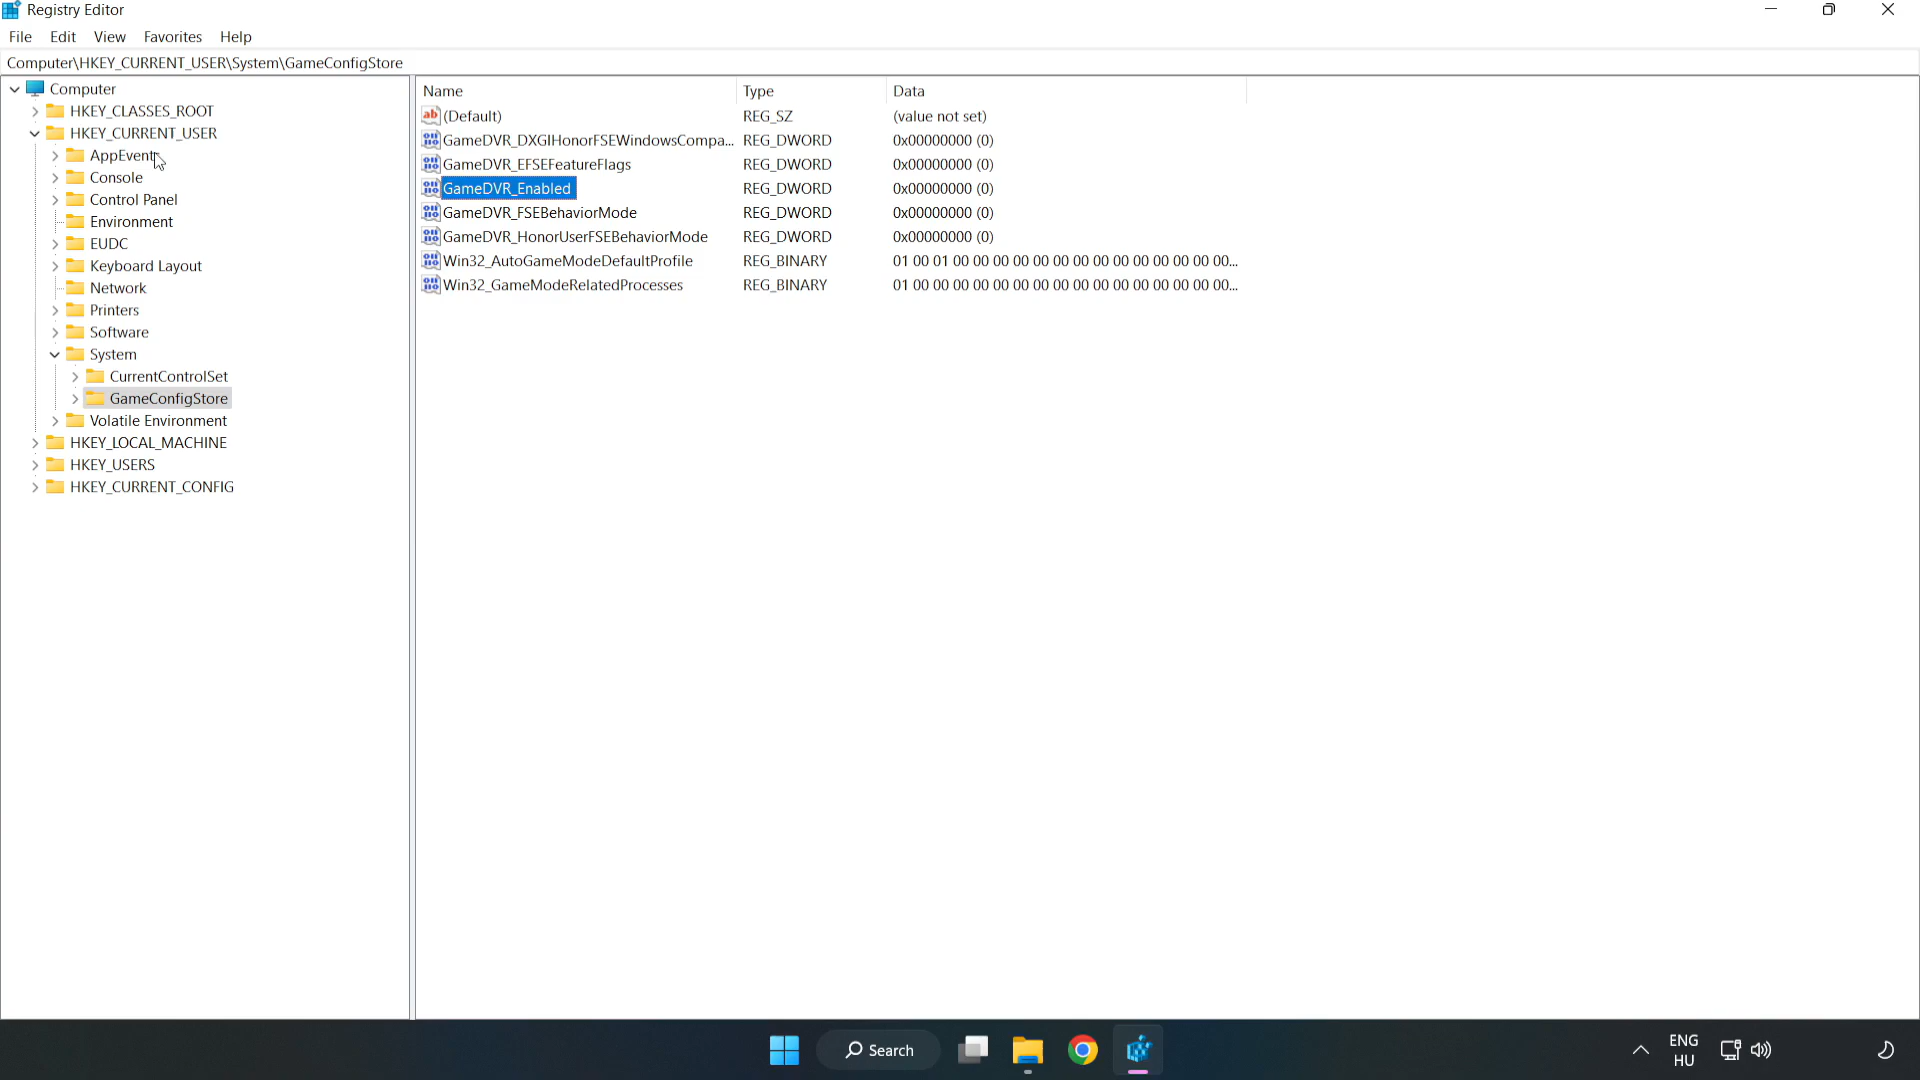 Registry Editor
File Edit View Favorites Help
Computer\HKEY_CURRENT_USER\System\GameConfigStore
Computer
HKEY_CLASSES_ROOT
HKEY_CURRENT_USER
AppEvents
Console
Control Panel
Environment
EUDC
Keyboard Layout
Network
Printers
Software
System
CurrentControlSet
GameConfigStore
Volatile Environment
HKEY_LOCAL_MACHINE
HKEY_USERS
HKEY_CURRENT_CONFIG
Name Type Data
(Default) REG_SZ (value not set)
GameDVR_DXGIHonorFSEWindowsCompa... REG_DWORD 0x00000000 (0)
GameDVR_EFSEFeatureFlags REG_DWORD 0x00000000 (0)
GameDVR_Enabled REG_DWORD 0x00000000 (0)
GameDVR_FSEBehaviorMode REG_DWORD 0x00000000 (0)
GameDVR_HonorUserFSEBehaviorMode REG_DWORD 0x00000000 (0)
Win32_AutoGameModeDefaultProfile REG_BINARY 01 00 01 00 00 00 00 00 00 00 00 00 00 00 00 00 00...
Win32_GameModeRelatedProcesses REG_BINARY 01 00 00 00 00 00 00 00 00 00 00 00 00 00 00 00 00...
Search
ENG
HU